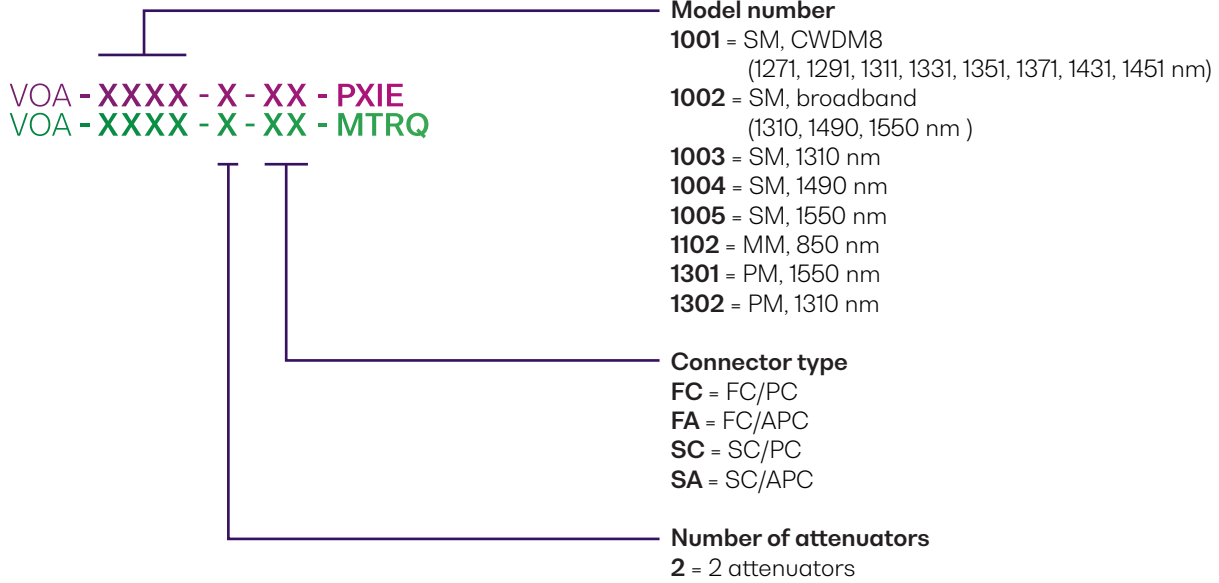 Model number
1001 = SM, CWDM8
(1271, 1291, 1311, 1331, 1351, 1371, 1431, 1451 nm)
1002 = SM, broadband
(1310, 1490, 1550 nm )
1003 = SM, 1310 nm
1004 = SM, 1490 nm
1005 = SM, 1550 nm
1102 = MM, 850 nm
1301 = PM, 1550 nm
1302 = PM, 1310 nm
VOA - XXXX - X - XX - PXIE
VOA - XXXX - X - XX - MTRQ
Connector type
FC = FC/PC
FA = FC/APC
SC = SC/PC
SA = SC/APC
Number of attenuators
2 = 2 attenuators